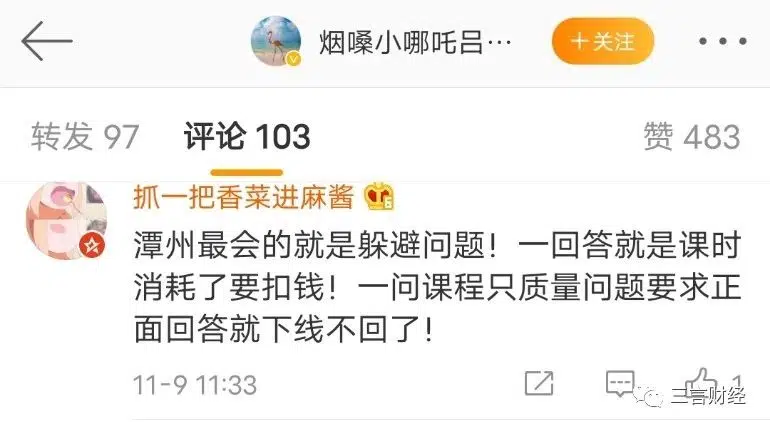 烟嗓小哪吒吕…
+关注
转发 97 评论 103 赞 483
抓一把香菜进麻酱
潭州最会的就是躲避问题！一回答就是课时
消耗了要扣钱！一问课程只质量问题要求正
面回答就下线不回了！
11-9 11:33
1
三言财经